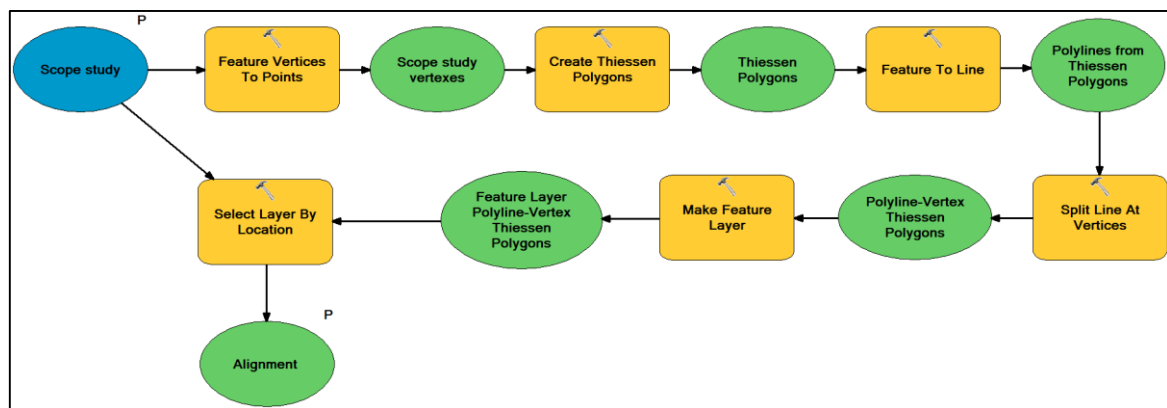 P
Scope study
Feature Vertices
To Points
Scope study
vertexes
Create Thiessen
Polygons
Thiessen
Polygons
Feature To Line
Polylines from
Thiessen
Polygons
Split Line At
Vertices
Polyline-Vertex
Thiessen
Polygons
Make Feature
Layer
Feature Layer
Polyline-Vertex
Thiessen
Polygons
Select Layer By
Location
P
Alignment